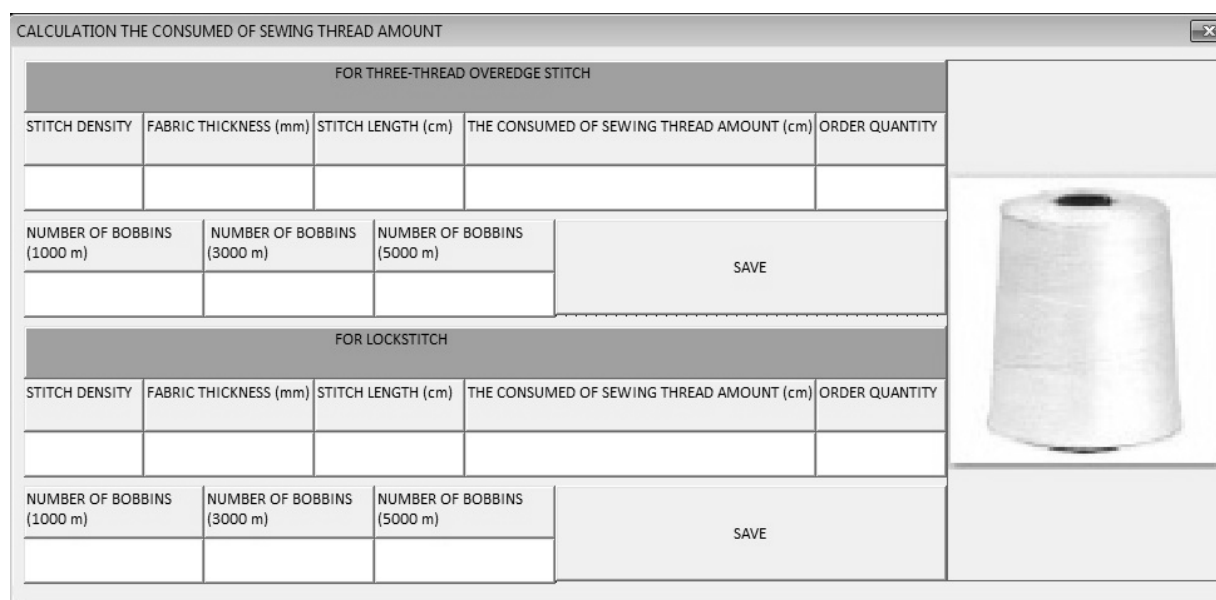 CALCULATION THE CONSUMED OF SEWING THREAD AMOUNT
FOR THREE-THREAD OVEREDGE STITCH
STITCH DENSITY FABRIC THICKNESS (mm) STITCH LENGTH (cm) THE CONSUMED OF SEWING THREAD AMOUNT (cm) ORDER QUANTITY
NUMBER OF BOBBINS NUMBER OF BOBBINS NUMBER OF BOBBINS
(1000 m) (3000 m) (5000 m)
SAVE
FOR LOCKSTITCH
STITCH DENSITY FABRIC THICKNESS (mm) STITCH LENGTH (cm) THE CONSUMED OF SEWING THREAD AMOUNT (cm) ORDER QUANTITY
NUMBER OF BOBBINS NUMBER OF BOBBINS NUMBER OF BOBBINS
(1000 m) (3000 m) (5000 m)
SAVE